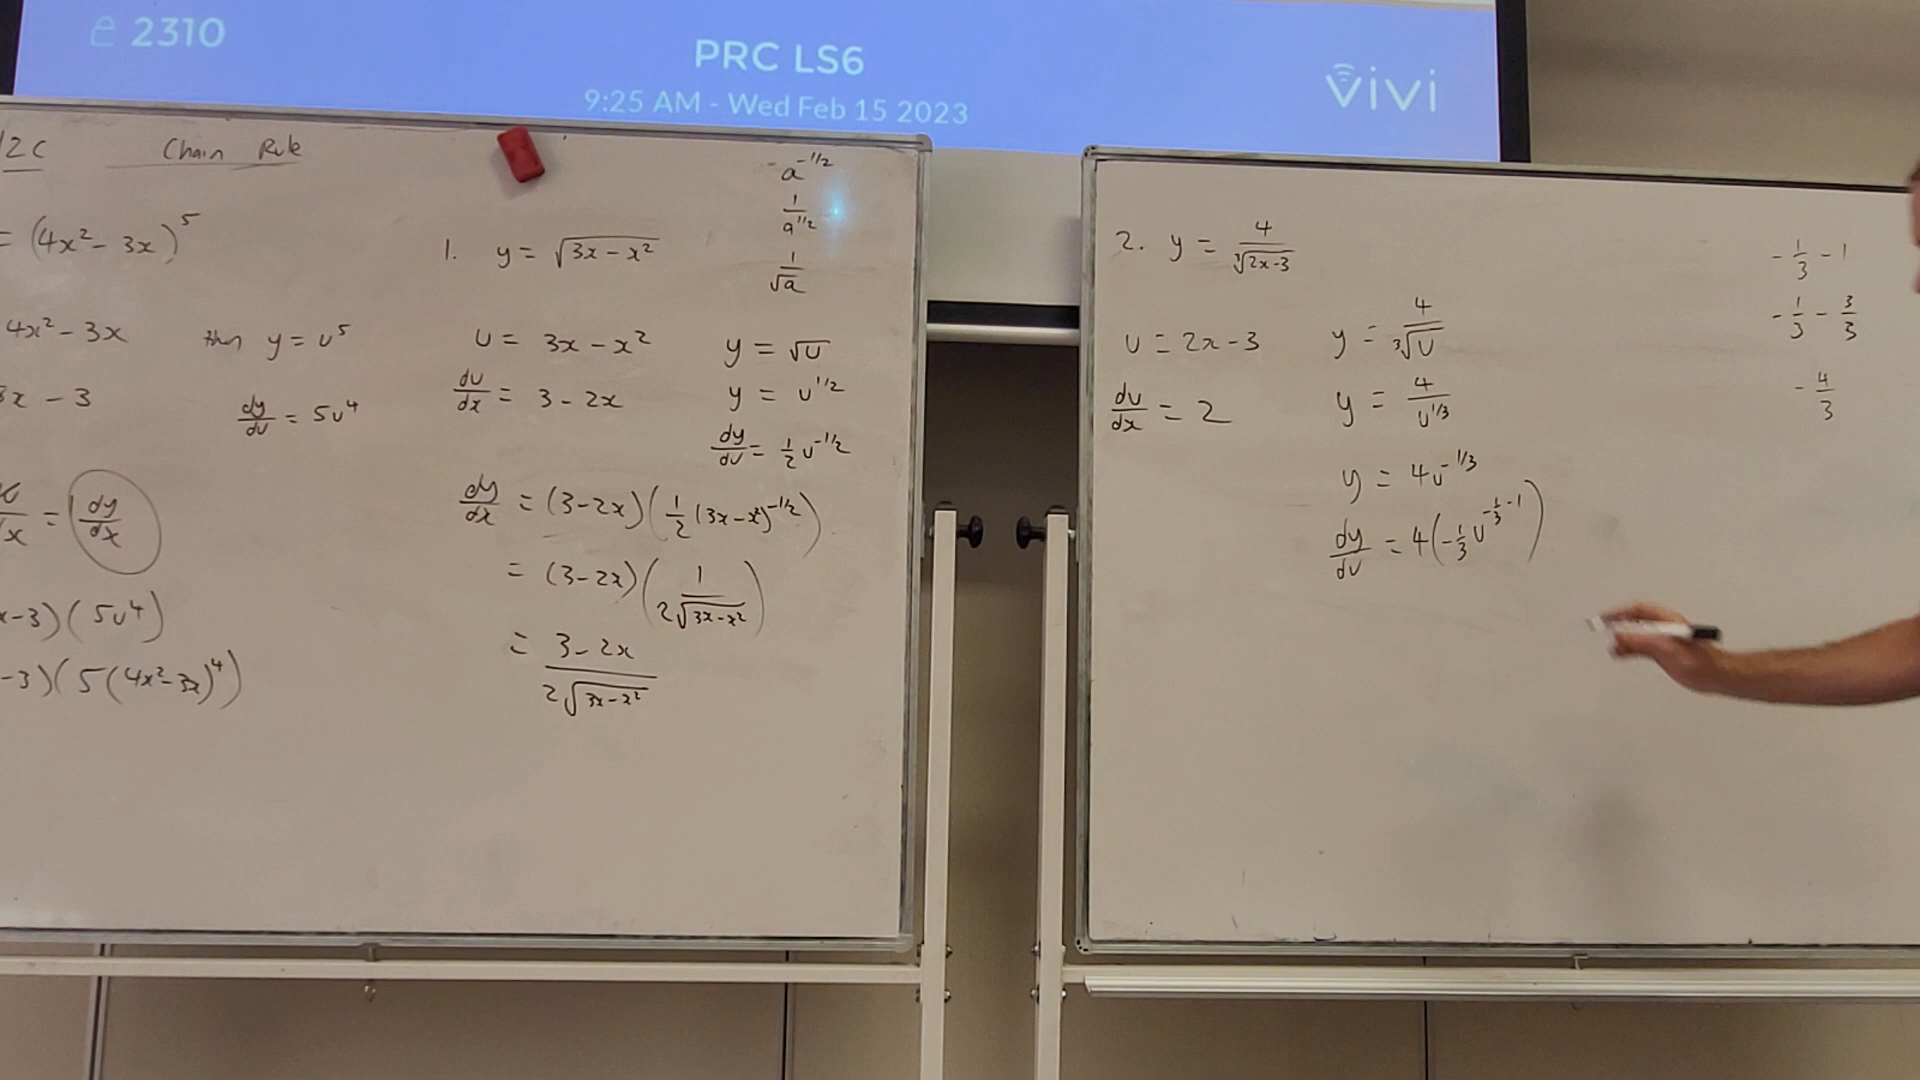 2310
PRC LS6
9:25 AM - Wed Feb 15 2023
vivi
12C Chain Rule
= (4x² - 3x)⁵
4x² - 3x then y = u⁵
8x - 3
dy/du = 5u⁴
= dy/dx
x-3)(5u⁴)
-3)(5(4x²-3x)⁴)
a^-1/2
1/a^1/2
1/√a
1. y = √(3x - x²)
u = 3x - x² y = √u
du/dx = 3 - 2x y = u^1/2
dy/du = 1/2 u^-1/2
dy/dx = (3-2x)(1/2 (3x-x²)^-1/2)
= (3-2x)(1/(2√(3x-x²)))
= (3-2x)/(2√(3x-x²))
2. y = 4/∛(2x-3)
u = 2x - 3 y = 4/∛u
du/dx = 2 y = 4/u^1/3
y = 4u^-1/3
dy/du = 4(-1/3 u^(-1/3 -1))
-1/3 - 1
-1/3 - 3/3
-4/3